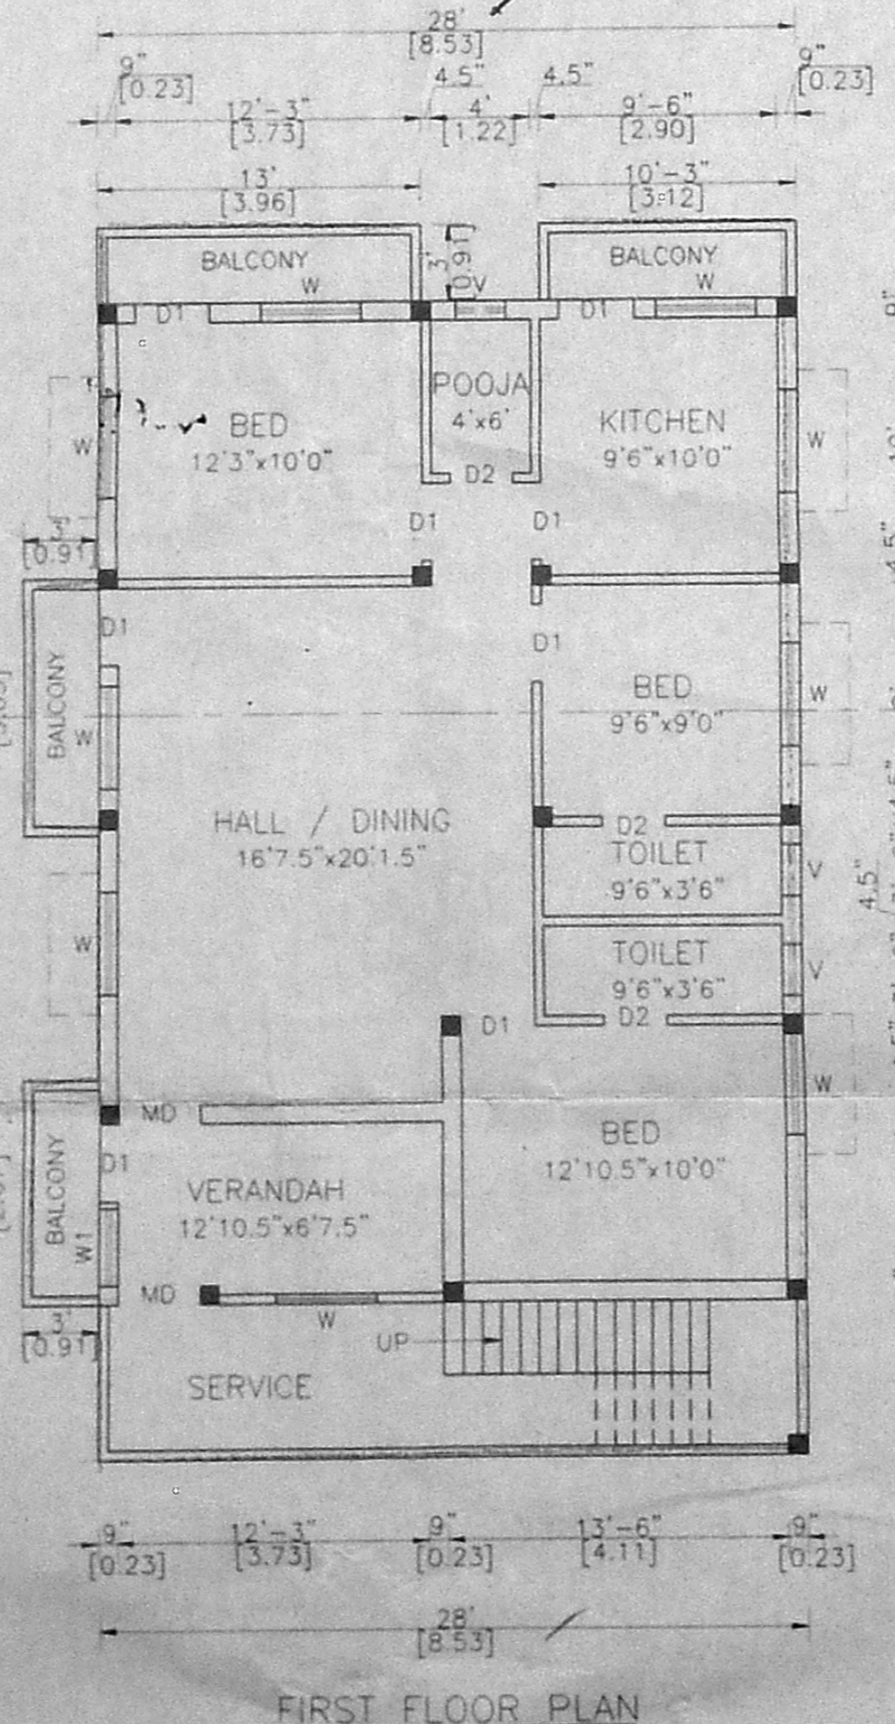 28'
[8.53]
9"
[0.23]
12'-3"
[3.73]
4.5"
4'
[1.22]
4.5"
9'-6"
[2.90]
9"
[0.23]
13'
[3.96]
10'-3"
[3.12]
BALCONY
W
3'
0.91]
V
BALCONY
W
D1
D1
POOJA
4'x6'
BED
12'3"x10'0"
KITCHEN
9'6"x10'0"
W
W
D2
D1
D1
3'
[0.91]
D1
D1
BALCONY
W
BED
9'6"x9'0"
W
HALL / DINING
16'7.5"x20'1.5"
D2
TOILET
9'6"x3'6"
V
4.5"
W
TOILET
9'6"x3'6"
V
D2
D1
MD
W
BED
12'10.5"x10'0"
D1
BALCONY
W1
VERANDAH
12'10.5"x6'7.5"
MD
W
3'
[0.91]
UP
SERVICE
9"
[0.23]
12'-3"
[3.73]
9"
[0.23]
13'-6"
[4.11]
9"
[0.23]
28'
[8.53]
FIRST FLOOR PLAN